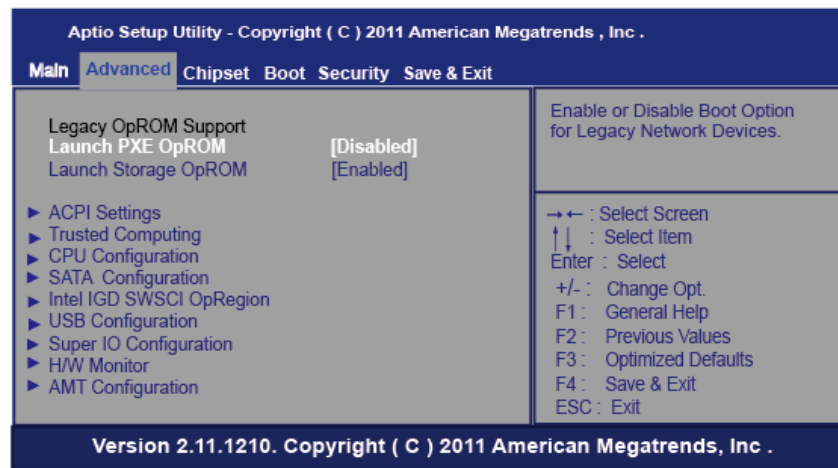 Aptio Setup Utility - Copyright ( C ) 2011 American Megatrends , Inc .
Main Advanced Chipset Boot Security Save & Exit
Legacy OpROM Support
Launch PXE OpROM [Disabled]
Launch Storage OpROM [Enabled]
► ACPI Settings
► Trusted Computing
► CPU Configuration
► SATA Configuration
► Intel IGD SWSCI OpRegion
► USB Configuration
► Super IO Configuration
► H/W Monitor
► AMT Configuration
Enable or Disable Boot Option
for Legacy Network Devices.
→← : Select Screen
↑↓ : Select Item
Enter : Select
+/- : Change Opt.
F1 : General Help
F2 : Previous Values
F3 : Optimized Defaults
F4 : Save & Exit
ESC : Exit
Version 2.11.1210. Copyright ( C ) 2011 American Megatrends, Inc .